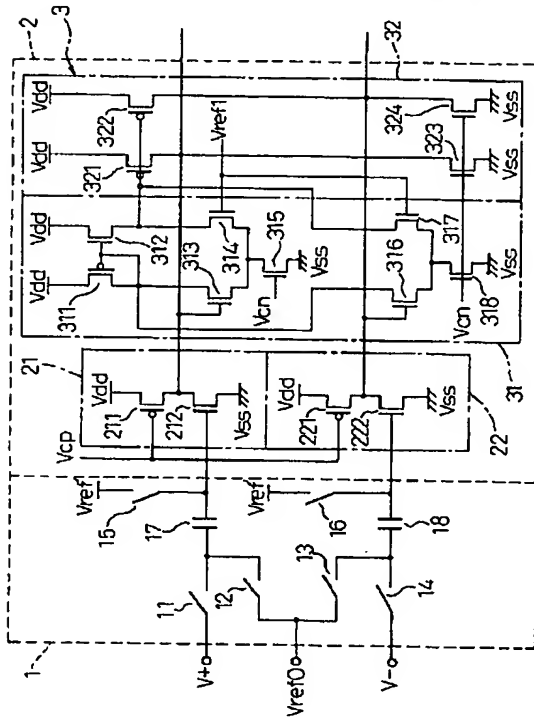 2
3
32
Vdd
Vdd
322
321
Vref1
324
323
Vss
Vss
Vdd
Vdd
312
311
314
313
315
Vcn
Vss
317
316
318
Vcn
Vss
31
21
Vcp
Vdd
211
212
Vss
Vdd
221
222
Vss
22
1
Vref
15
17
11
12
Vref
16
13
18
14
V+
Vref0
V-